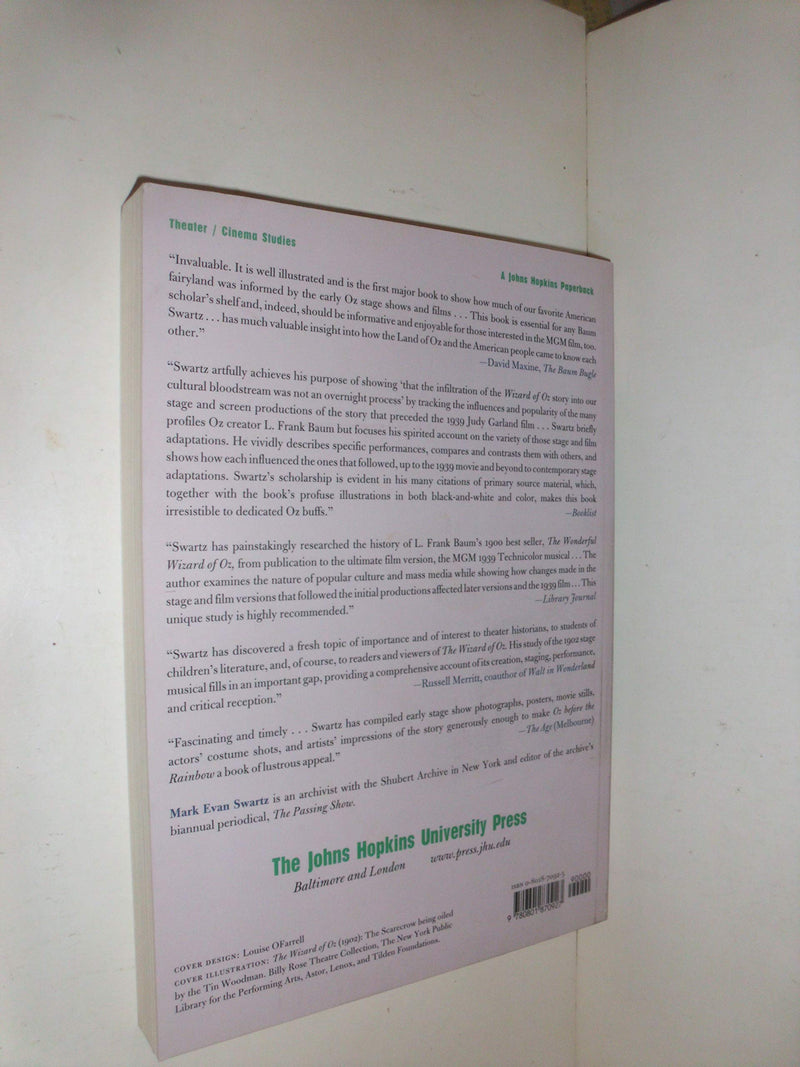 Theater / Cinema Studies
A Johns Hopkins Paperback
“Invaluable. It is well illustrated and is the first major book to show how much of our favorite American
fairyland was informed by the early Oz stage shows and films . . . This book is essential for any Baum
scholar’s shelf and, indeed, should be informative and enjoyable for those interested in the MGM film, too.
Swartz . . . has much valuable insight into how the Land of Oz and the American people came to know each
other.”
—David Maxine, The Baum Bugle
“Swartz artfully achieves his purpose of showing ‘that the infiltration of the Wizard of Oz story into our
cultural bloodstream was not an overnight process’ by tracking the influences and popularity of the many
stage and screen productions of the story that preceded the 1939 Judy Garland film . . . Swartz briefly
profiles Oz creator L. Frank Baum but focuses his spirited account on the variety of those stage and film
adaptations. He vividly describes specific performances, compares and contrasts them with others, and
shows how each influenced the ones that followed, up to the 1939 movie and beyond to contemporary stage
adaptations. Swartz’s scholarship is evident in his many citations of primary source material, which,
together with the book’s profuse illustrations in both black-and-white and color, makes this book
irresistible to dedicated Oz buffs.”
—Booklist
“Swartz has painstakingly researched the history of L. Frank Baum’s 1900 best seller, The Wonderful
Wizard of Oz, from publication to the ultimate film version, the MGM 1939 Technicolor musical . . . The
author examines the nature of popular culture and mass media while showing how changes made in the
stage and film versions that followed the initial productions affected later versions and the 1939 film . . . This
unique study is highly recommended.”
—Library Journal
“Swartz has discovered a fresh topic of importance and of interest to theater historians, to students of
children’s literature, and, of course, to readers and viewers of The Wizard of Oz. His study of the 1902 stage
musical fills in an important gap, providing a comprehensive account of its creation, staging, performance,
and critical reception.”
—Russell Merritt, coauthor of Walt in Wonderland
“Fascinating and timely . . . Swartz has compiled early stage show photographs, posters, movie stills,
actors’ costume shots, and artists’ impressions of the story generously enough to make Oz before the
Rainbow a book of lustrous appeal.”
—The Age (Melbourne)
Mark Evan Swartz is an archivist with the Shubert Archive in New York and editor of the archive’s
biannual periodical, The Passing Show.
The Johns Hopkins University Press
Baltimore and London www.press.jhu.edu
ISBN 0-8018-7092-5
90000
9 780801 870927
COVER DESIGN: Louise OFarrell
COVER ILLUSTRATION: The Wizard of Oz (1902): The Scarecrow being oiled
by the Tin Woodman. Billy Rose Theatre Collection, The New York Public
Library for the Performing Arts, Astor, Lenox, and Tilden Foundations.